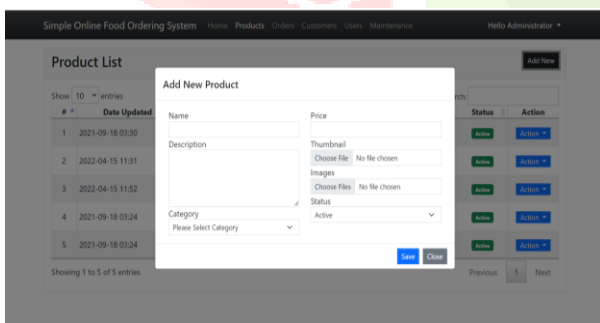 Simple Online Food Ordering System Home Products Orders Customers Users Maintenance Hello Administrator
Product List Add New
Add New Product
Show 10 entries rch:
# Date Updated Status Action
Name Price
1 2021-09-18 03:30 Active Action
Description Thumbnail
Choose File No file chosen
2 2022-04-15 11:31 Active Action
Images
Choose Files No file chosen
3 2022-04-15 11:52 Active Action
Status
Category Active
4 2021-09-18 03:24 Active Action
Please Select Category
5 2021-09-18 03:24 Active Action
Save Close
Showing 1 to 5 of 5 entries Previous 1 Next